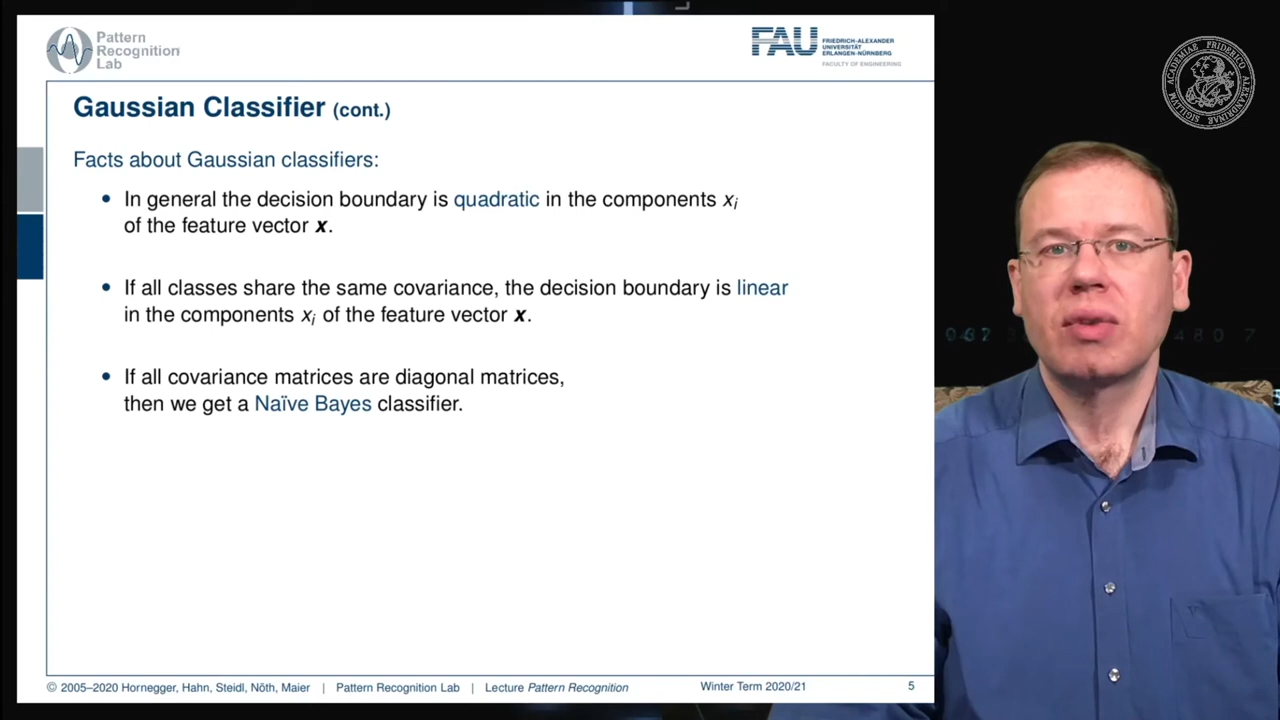 Pattern
Recognition
Lab
FAU
FRIEDRICH-ALEXANDER
UNIVERSITÄT
ERLANGEN-NÜRNBERG
FACULTY OF ENGINEERING
Gaussian Classifier (cont.)
Facts about Gaussian classifiers:
• In general the decision boundary is quadratic in the components xᵢ
of the feature vector x.
• If all classes share the same covariance, the decision boundary is linear
in the components xᵢ of the feature vector x.
• If all covariance matrices are diagonal matrices,
then we get a Naïve Bayes classifier.
© 2005–2020 Hornegger, Hahn, Steidl, Nöth, Maier | Pattern Recognition Lab | Lecture Pattern Recognition Winter Term 2020/21 5
ACADEMIAE FRIDERICO ALEXANDRINAE SIGILLVM